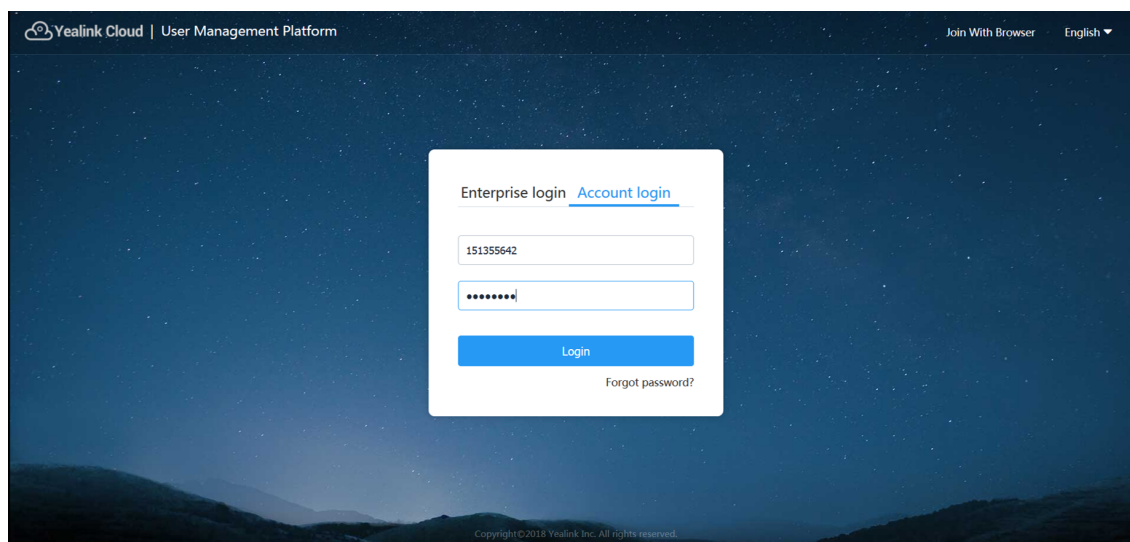 Yealink Cloud | User Management Platform
Join With Browser English
Enterprise login Account login
151355642
••••••••
Login
Forgot password?
Copyright©2018 Yealink Inc. All rights reserved.